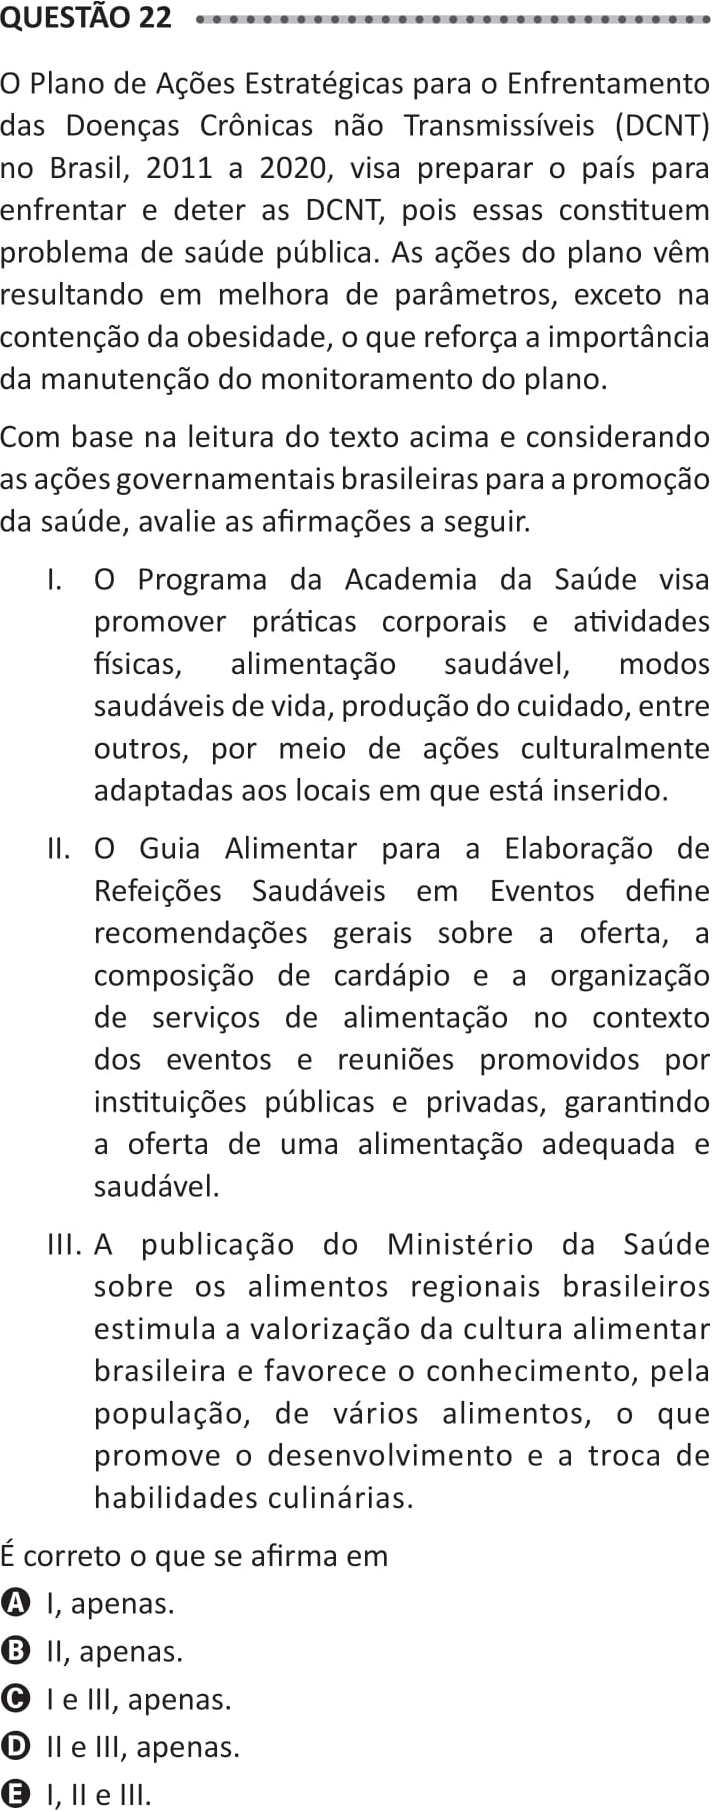 QUESTÃO 22
O Plano de Ações Estratégicas para o Enfrentamento
das Doenças Crônicas não Transmissíveis (DCNT)
no Brasil, 2011 a 2020, visa preparar o país para
enfrentar e deter as DCNT, pois essas constituem
problema de saúde pública. As ações do plano vêm
resultando em melhora de parâmetros, exceto na
contenção da obesidade, o que reforça a importância
da manutenção do monitoramento do plano.
Com base na leitura do texto acima e considerando
as ações governamentais brasileiras para a promoção
da saúde, avalie as afirmações a seguir.
I. O Programa da Academia da Saúde visa
promover práticas corporais e atividades
físicas, alimentação saudável, modos
saudáveis de vida, produção do cuidado, entre
outros, por meio de ações culturalmente
adaptadas aos locais em que está inserido.
II. O Guia Alimentar para a Elaboração de
Refeições Saudáveis em Eventos define
recomendações gerais sobre a oferta, a
composição de cardápio e a organização
de serviços de alimentação no contexto
dos eventos e reuniões promovidos por
instituições públicas e privadas, garantindo
a oferta de uma alimentação adequada e
saudável.
III. A publicação do Ministério da Saúde
sobre os alimentos regionais brasileiros
estimula a valorização da cultura alimentar
brasileira e favorece o conhecimento, pela
população, de vários alimentos, o que
promove o desenvolvimento e a troca de
habilidades culinárias.
É correto o que se afirma em
A I, apenas.
B II, apenas.
C I e III, apenas.
D II e III, apenas.
E I, II e III.